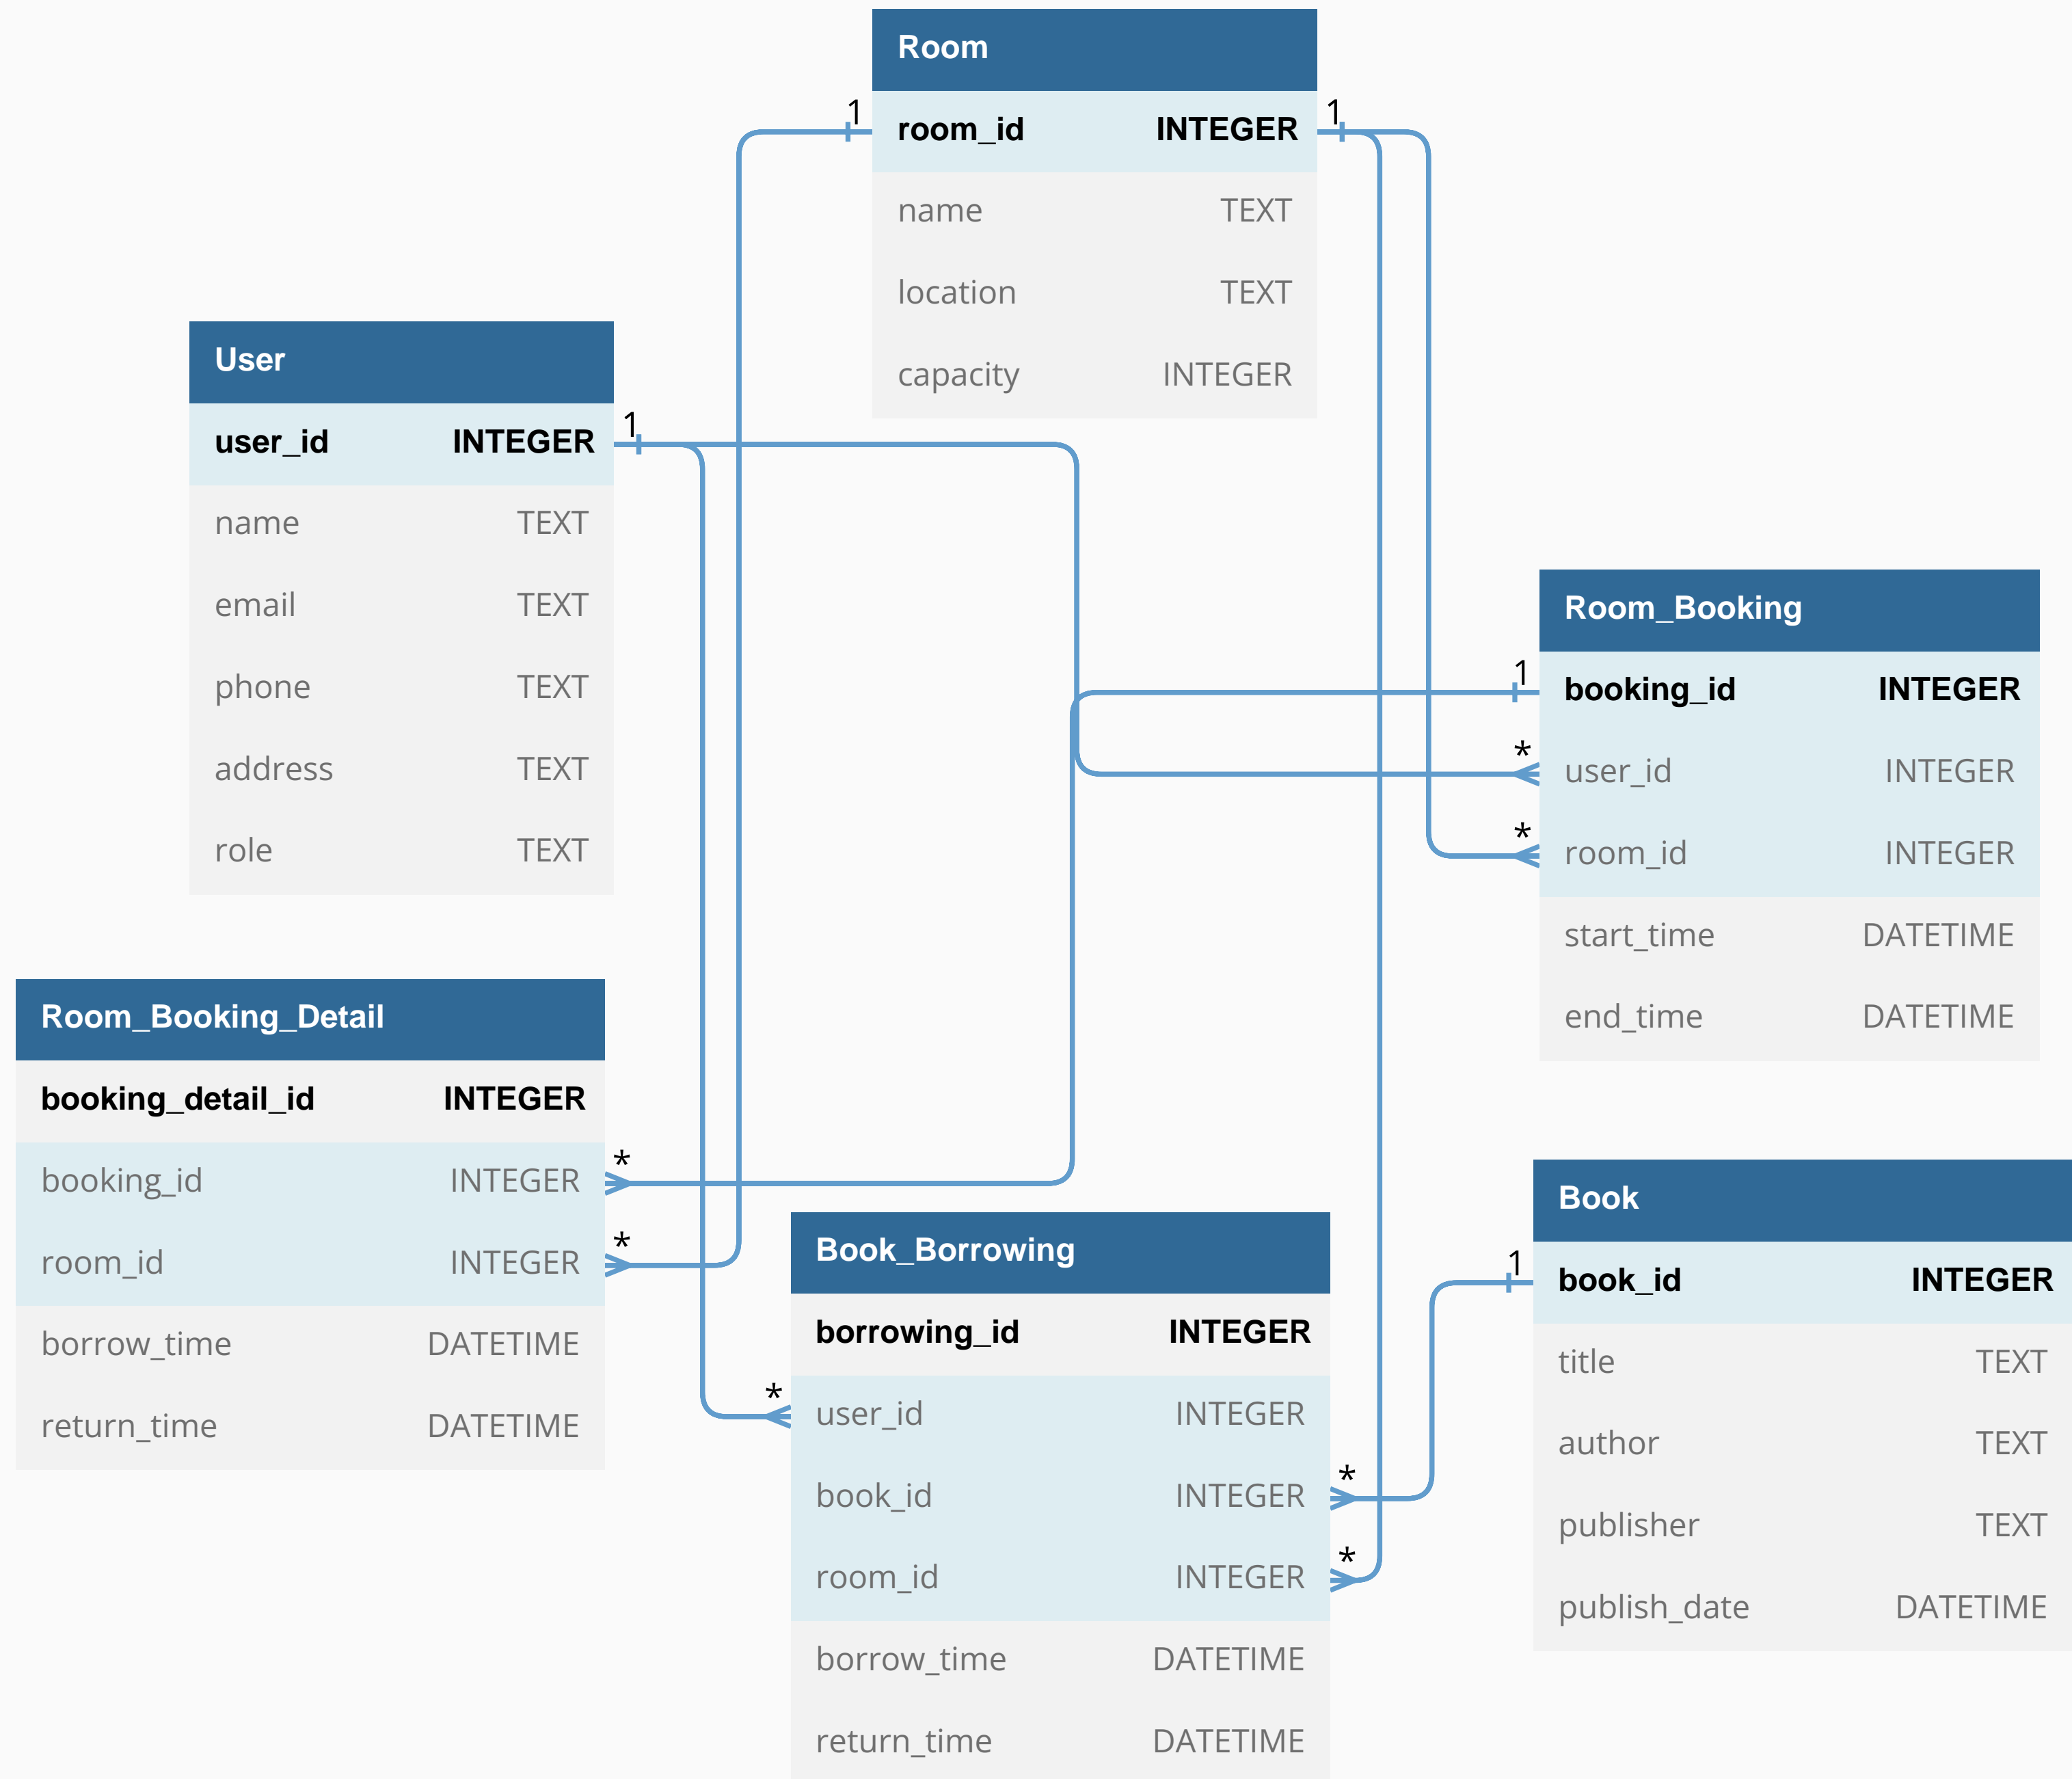 Room
1
1
room_id INTEGER
name TEXT
location TEXT
capacity INTEGER
User
1
user_id INTEGER
name TEXT
email TEXT
phone TEXT
address TEXT
role TEXT
Room_Booking
1
booking_id INTEGER
*
user_id INTEGER
*
room_id INTEGER
start_time DATETIME
end_time DATETIME
Room_Booking_Detail
booking_detail_id INTEGER
*
booking_id INTEGER
*
room_id INTEGER
borrow_time DATETIME
return_time DATETIME
Book_Borrowing
borrowing_id INTEGER
*
user_id INTEGER
*
book_id INTEGER
*
room_id INTEGER
borrow_time DATETIME
return_time DATETIME
Book
1
book_id INTEGER
title TEXT
author TEXT
publisher TEXT
publish_date DATETIME